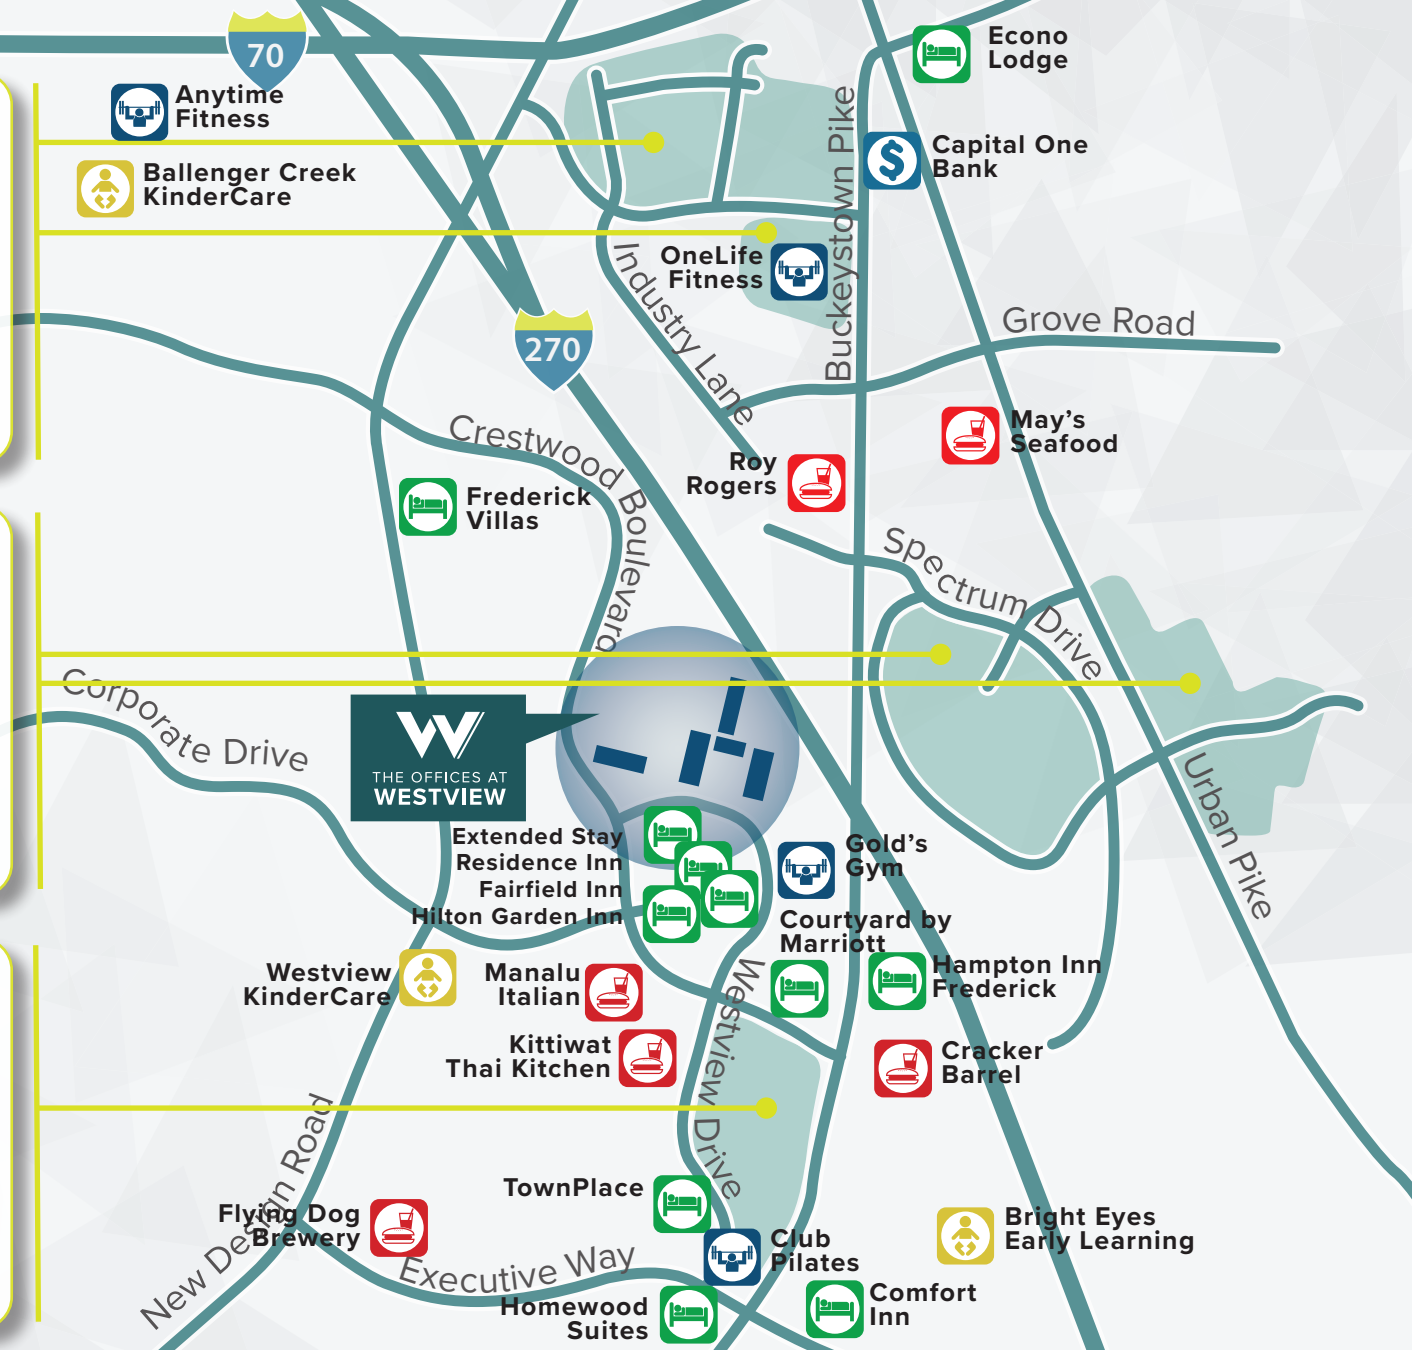 70
Econo
Lodge
Anytime
Fitness
Buckeystown Pike
Capital One
Bank
Ballenger Creek
KinderCare
OneLife
Fitness
Industry Lane
Grove Road
270
Crestwood Boulevard
May's
Seafood
Roy
Rogers
Frederick
Villas
Spectrum Drive
Corporate Drive
W
THE OFFICES AT
WESTVIEW
Urban Pike
Extended Stay
Residence Inn
Fairfield Inn
Hilton Garden Inn
Gold's
Gym
Courtyard by
Marriott
Westview
KinderCare
Manalu
Italian
Westview Drive
Hampton Inn
Frederick
Kittiwat
Thai Kitchen
Cracker
Barrel
New Design Road
TownPlace
Flying Dog
Brewery
Executive Way
Club
Pilates
Bright Eyes
Early Learning
Homewood
Suites
Comfort
Inn